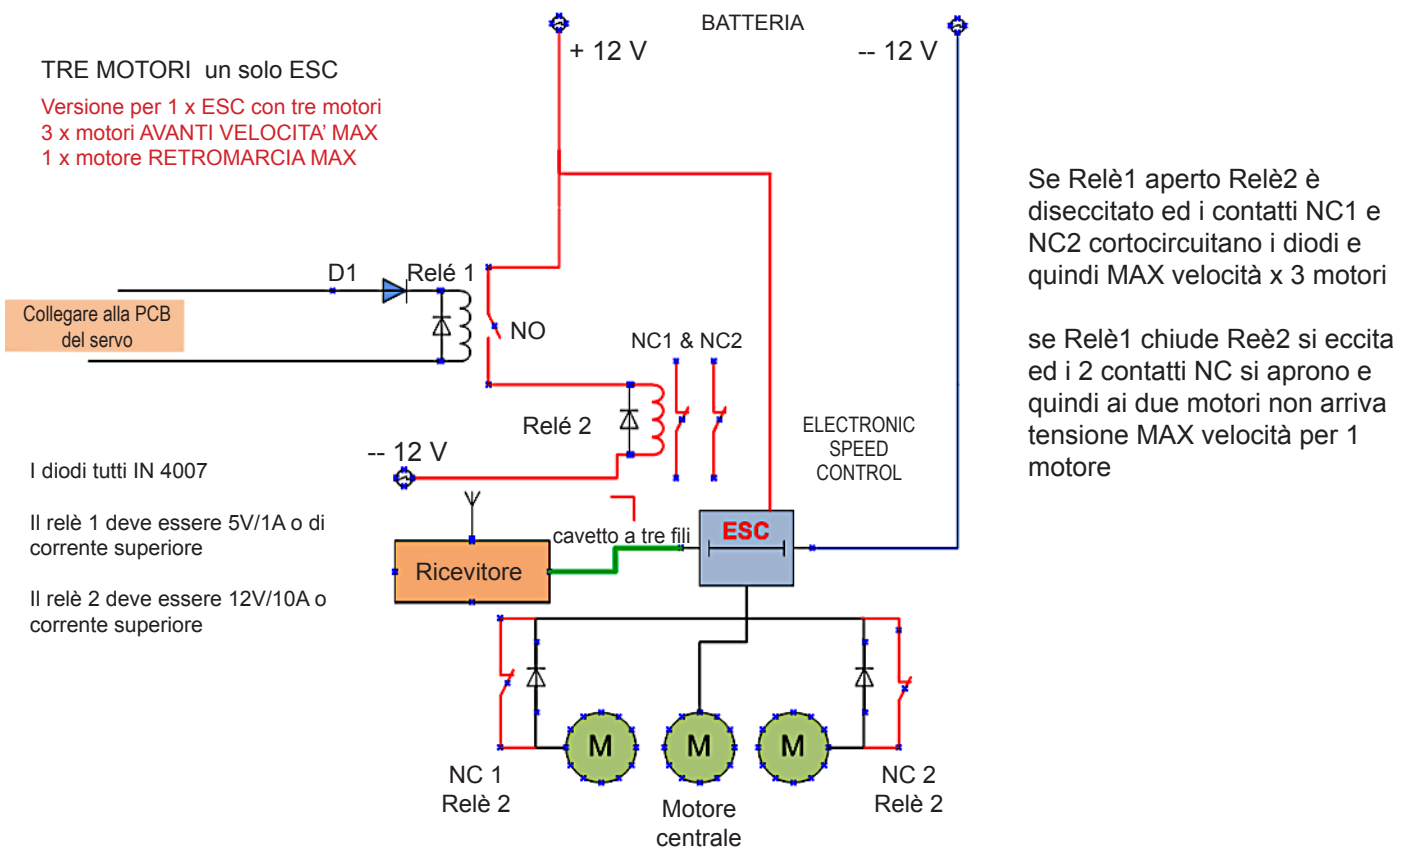 BATTERIA
+ 12 V
-- 12 V
TRE MOTORI  un solo ESC
Versione per 1 x ESC con tre motori
3 x motori AVANTI VELOCITA’ MAX
1 x motore RETROMARCIA MAX
Se Relè1 aperto Relè2 è
diseccitato ed i contatti NC1 e
NC2 cortocircuitano i diodi e
quindi MAX velocità x 3 motori
se Relè1 chiude Reè2 si eccita
ed i 2 contatti NC si aprono e
quindi ai due motori non arriva
tensione MAX velocità per 1
motore
D1
Relé 1
Collegare alla PCB
del servo
NO
NC1 & NC2
Relé 2
ELECTRONIC
SPEED
CONTROL
-- 12 V
I diodi tutti IN 4007
Il relè 1 deve essere 5V/1A o di
corrente superiore
Il relè 2 deve essere 12V/10A o
corrente superiore
cavetto a tre fili
ESC
Ricevitore
M
M
M
NC 1
Relè 2
Motore
centrale
NC 2
Relè 2